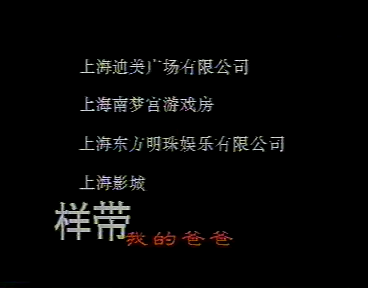 上海迪美广场有限公司
上海南梦宫游戏房
上海东方明珠娱乐有限公司
上海影城
样带
我的爸爸